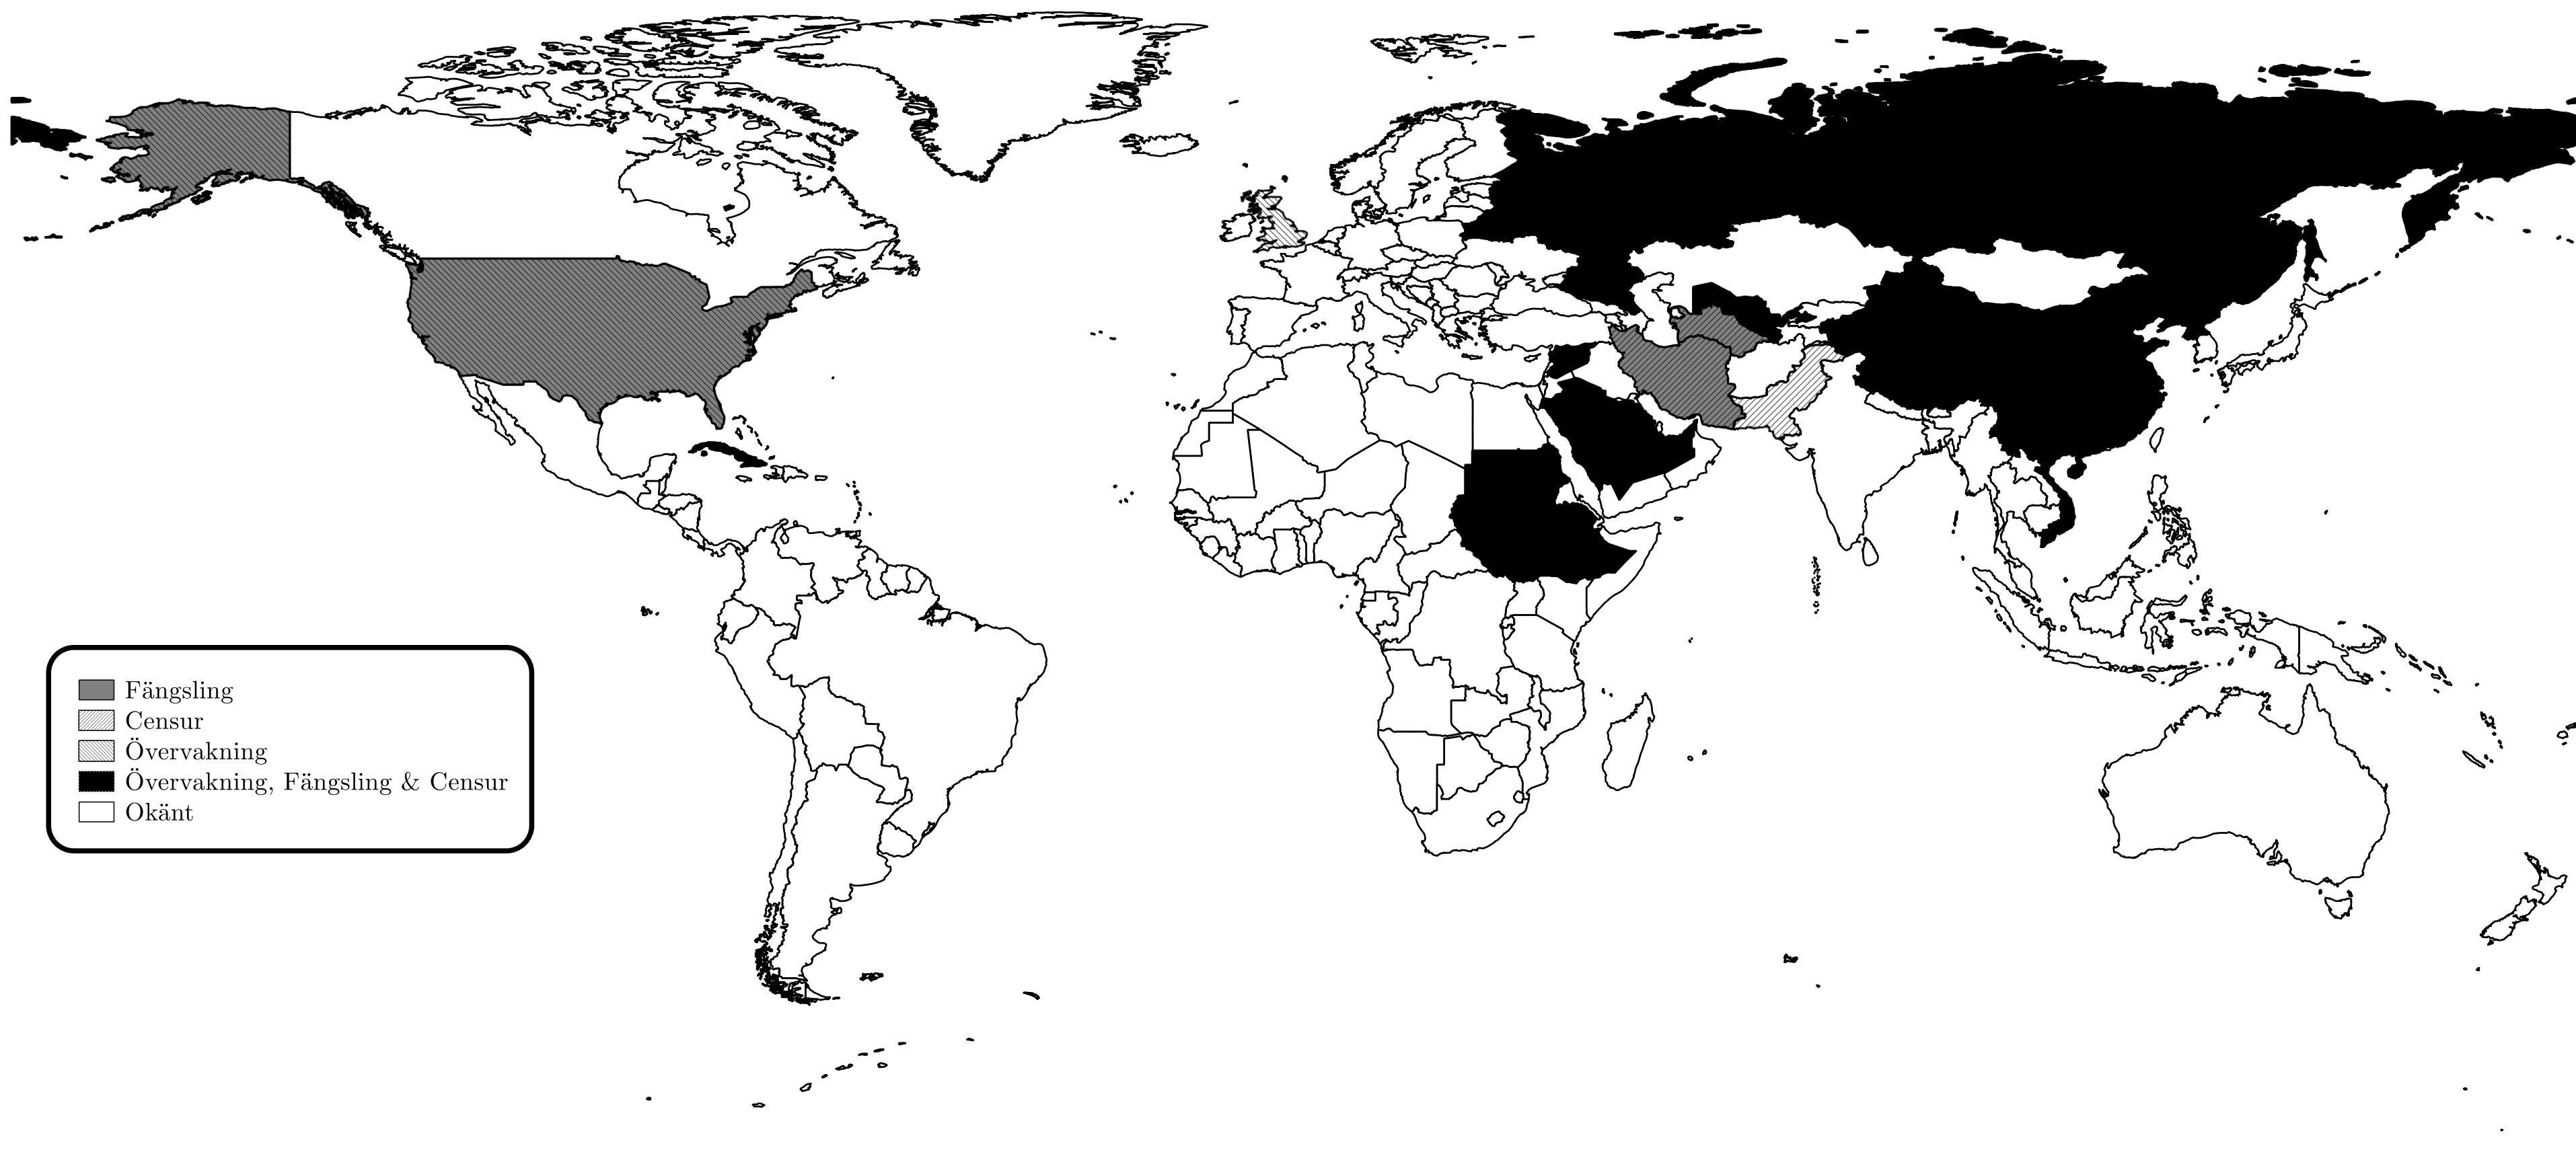 Fängsling
Censur
Övervakning
Övervakning, Fängsling & Censur
Okänt